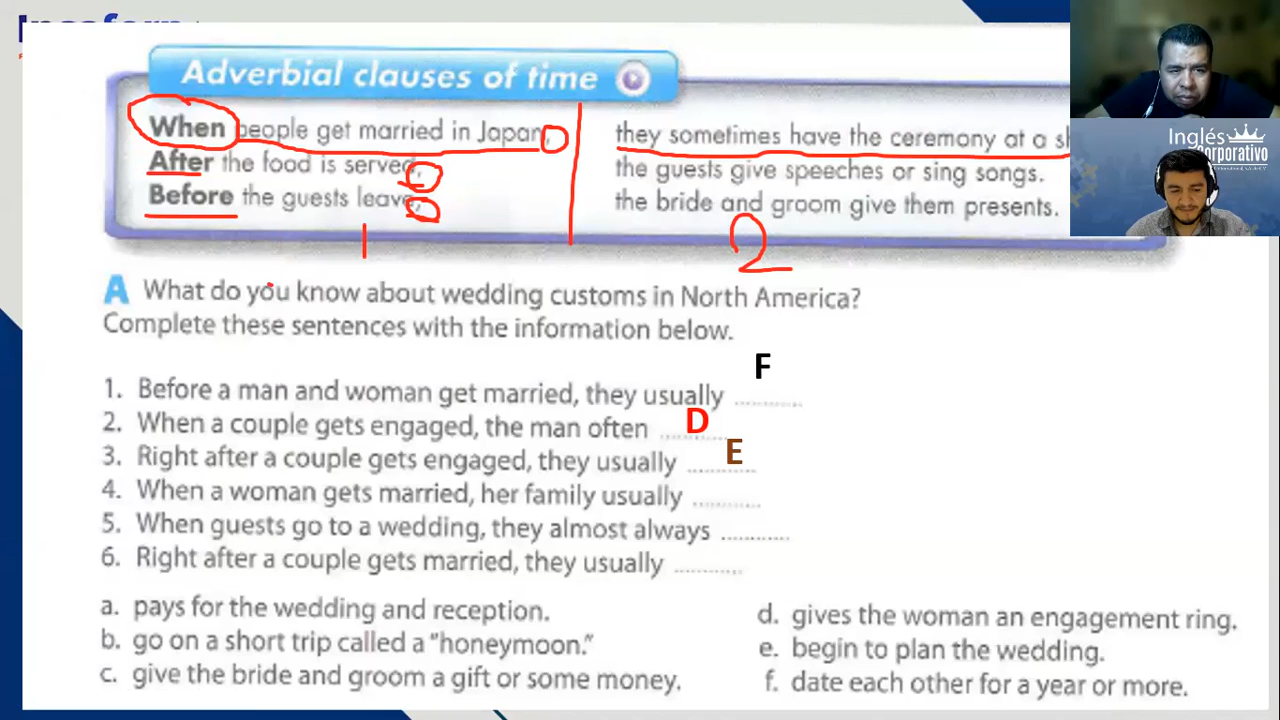 Adverbial clauses of time
When people get married in Japan, they sometimes have the ceremony at a
After the food is served, the guests give speeches or sing songs.
Before the guests leave, the bride and groom give them presents.
1 2
A What do you know about wedding customs in North America?
Complete these sentences with the information below.
1. Before a man and woman get married, they usually .......... F
2. When a couple gets engaged, the man often .......... D
3. Right after a couple gets engaged, they usually .......... E
4. When a woman gets married, her family usually ..........
5. When guests go to a wedding, they almost always ..........
6. Right after a couple gets married, they usually ..........
a. pays for the wedding and reception.
b. go on a short trip called a "honeymoon."
c. give the bride and groom a gift or some money.
d. gives the woman an engagement ring.
e. begin to plan the wedding.
f. date each other for a year or more.
Inglés
Corporativo